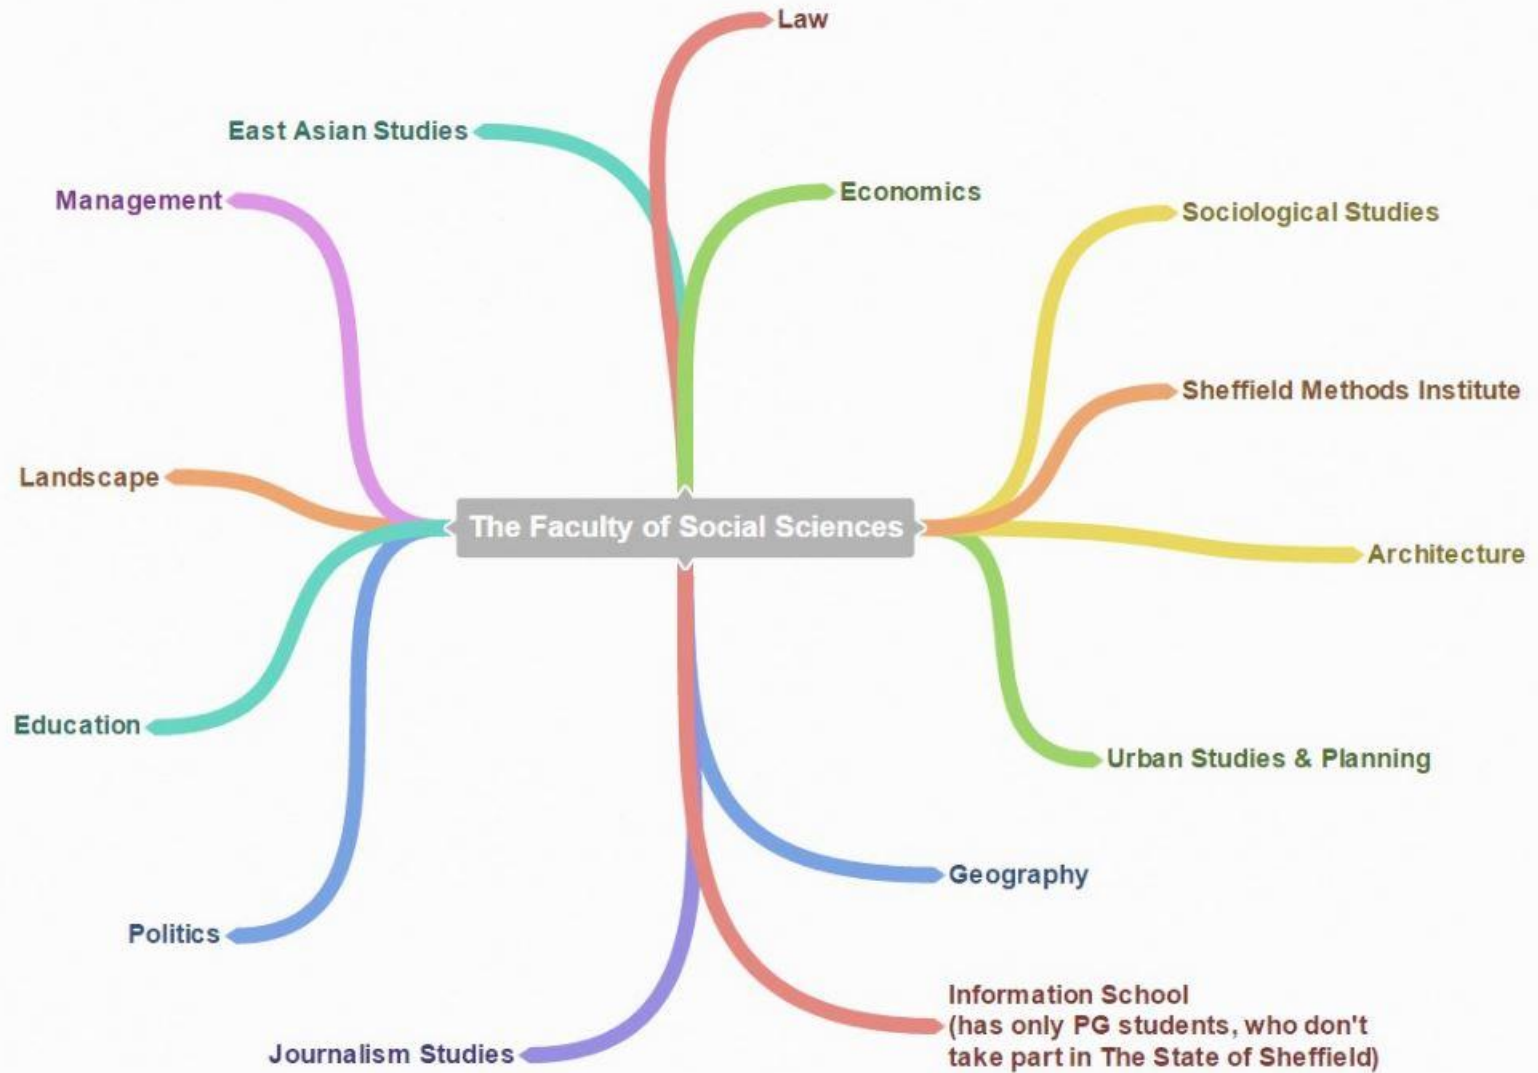 Law
East Asian Studies
Economics
Management
Sociological Studies
Sheffield Methods Institute
Landscape
The Faculty of Social Sciences
Architecture
Education
Urban Studies & Planning
Geography
Politics
Information School
(has only PG students, who don't
take part in The State of Sheffield)
Journalism Studies